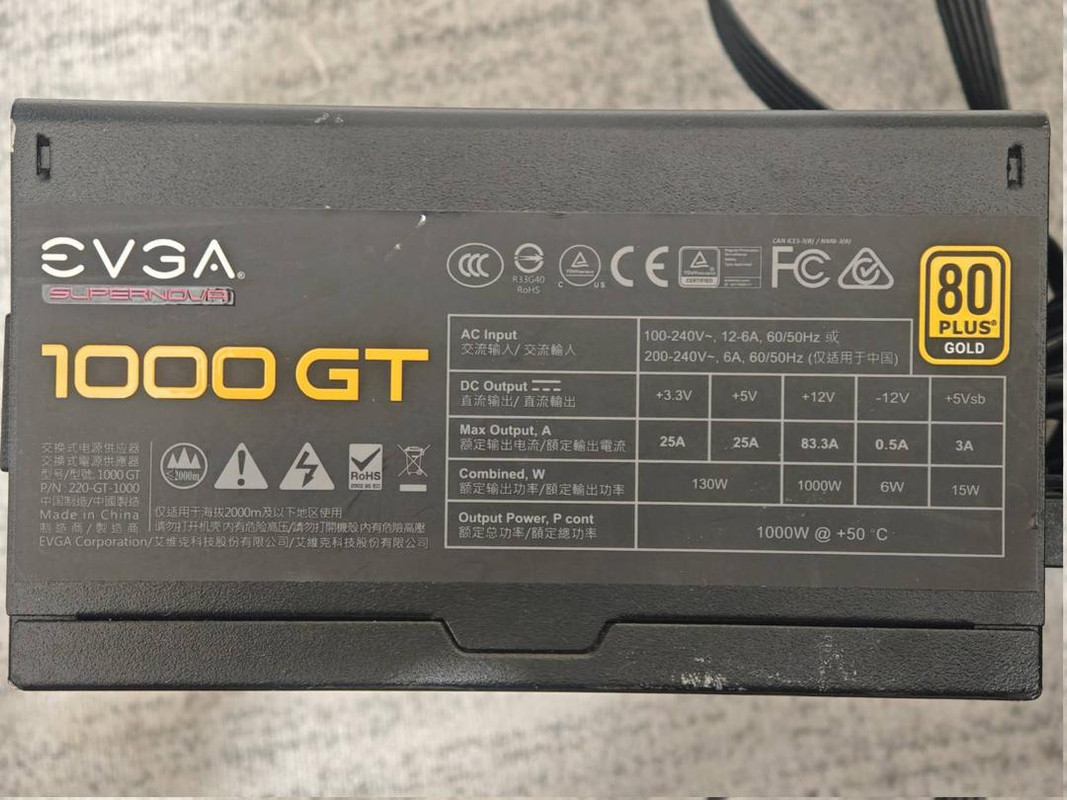 EVGA
SUPERNOVA
1000 GT
交换式电源供应器
交換式電源供應器
型号/型號: 1000 GT
P/N: 220-GT-1000
中国制造/中國製造
Made in China
制造商/製造商
EVGA Corporation/艾维克科技股份有限公司/艾維克科技股份有限公司
≤2000m
RoHS
2002 95 EC
仅适用于海拔2000m及以下地区使用
请勿打开机壳 内有危险高压/請勿打開機殼 內有危險高壓
CCC
R33G40
RoHS
C US
CE
CERTIFIED
CAN ICES-3(B) / NMB-3(B)
FC
80
PLUS®
GOLD
AC Input
交流输入/ 交流輸入
100-240V~, 12-6A, 60/50Hz 或
200-240V~, 6A, 60/50Hz (仅适用于中国)
DC Output
直流输出/ 直流輸出
+3.3V +5V +12V -12V +5Vsb
Max Output, A
额定输出电流/額定輸出電流
25A 25A 83.3A 0.5A 3A
Combined, W
额定输出功率/額定輸出功率
130W 1000W 6W 15W
Output Power, P cont
额定总功率/額定總功率
1000W @ +50 °C